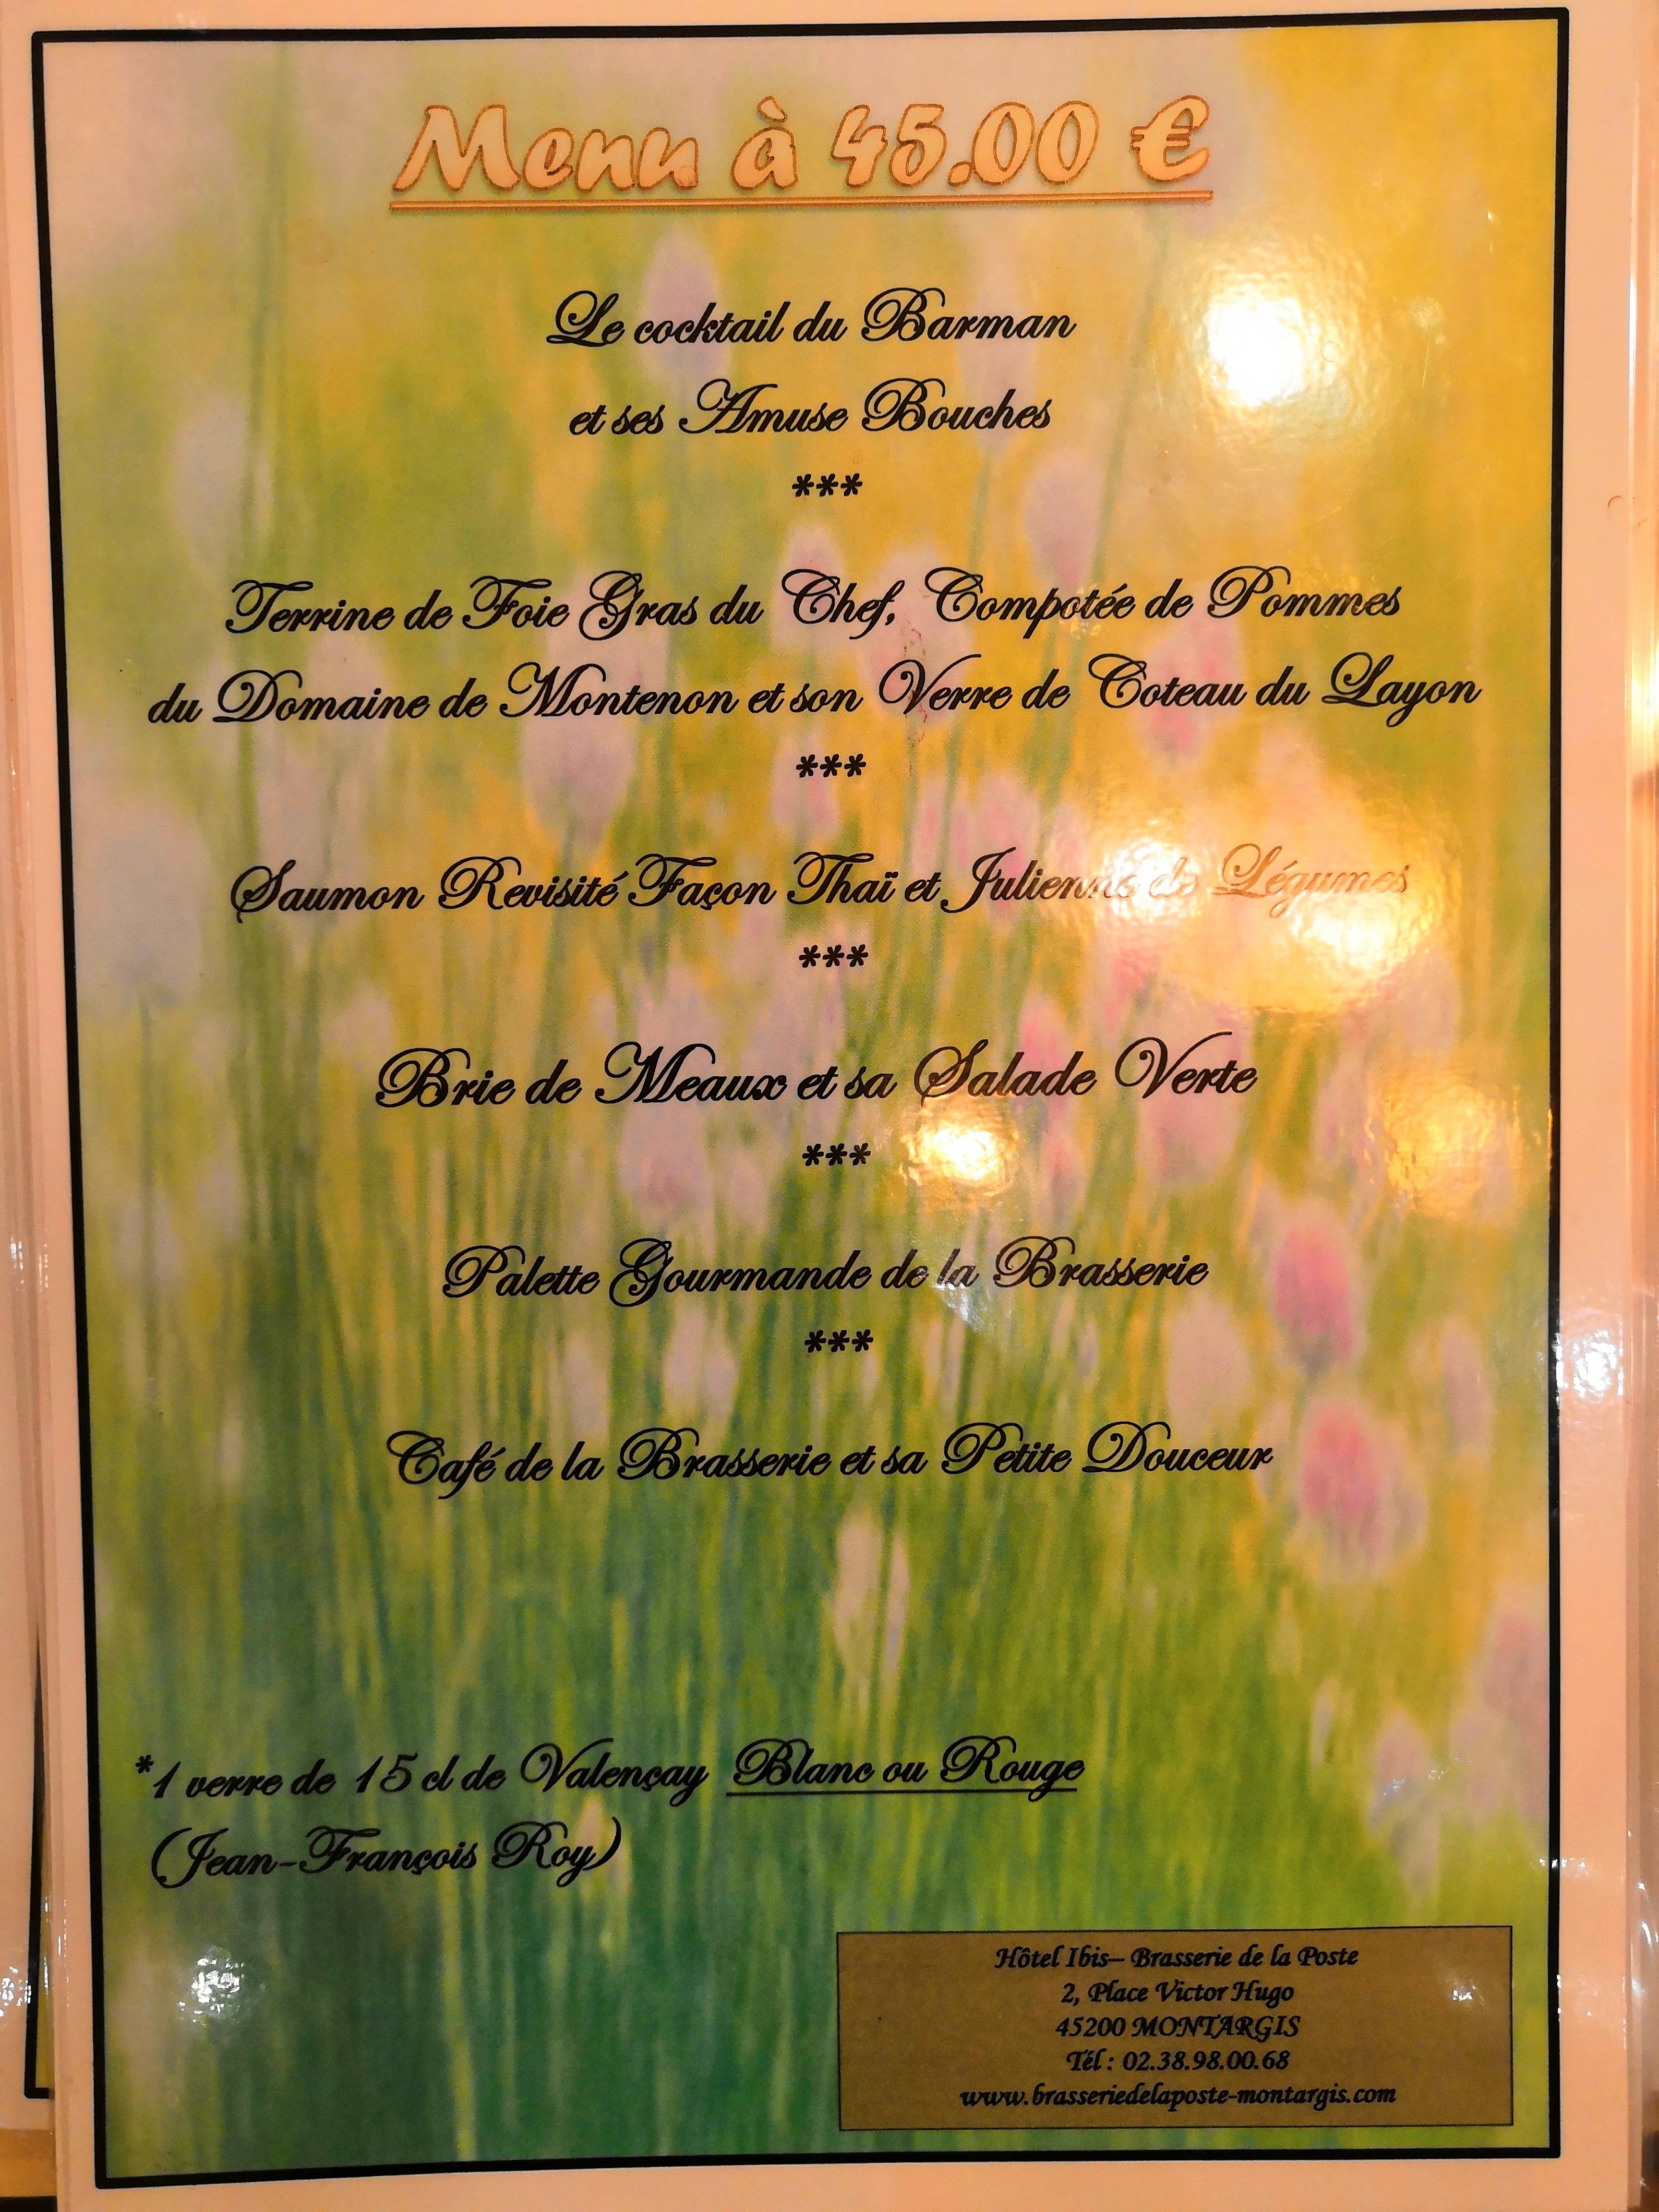 Menu à 45.00 €
Le cocktail du Barman
et ses Amuse Bouches
***
Terrine de Foie Gras du Chef, Compotée de Pommes
du Domaine de Montenon et son Verre de Coteau du Layon
***
Saumon Revisité Façon Thaï et Julienne de Légumes
***
Brie de Meaux et sa Salade Verte
***
Palette Gourmande de la Brasserie
***
Café de la Brasserie et sa Petite Douceur
*1 verre de 15 cl de Valençay Blanc ou Rouge
(Jean-François Roy)
Hôtel Ibis– Brasserie de la Poste
2, Place Victor Hugo
45200 MONTARGIS
Tél : 02.38.98.00.68
www.brasseriedelaposte-montargis.com